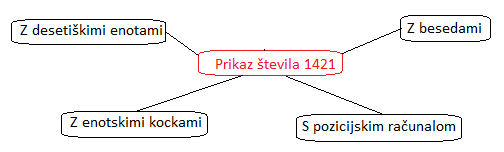 Z desetiškimi enotami
Z besedami
Prikaz števila 1421
Z enotskimi kockami
S pozicijskim računalom